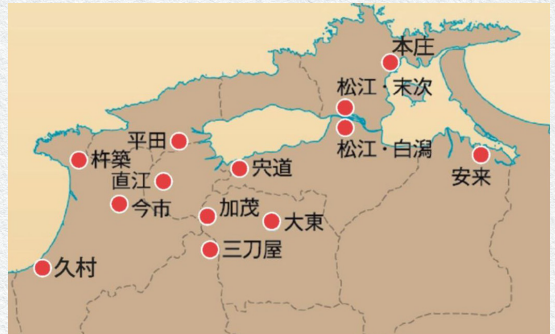 本庄
松江・末次
松江・白潟
平田
杵築
直江
宍道
安来
今市
加茂
大東
三刀屋
久村